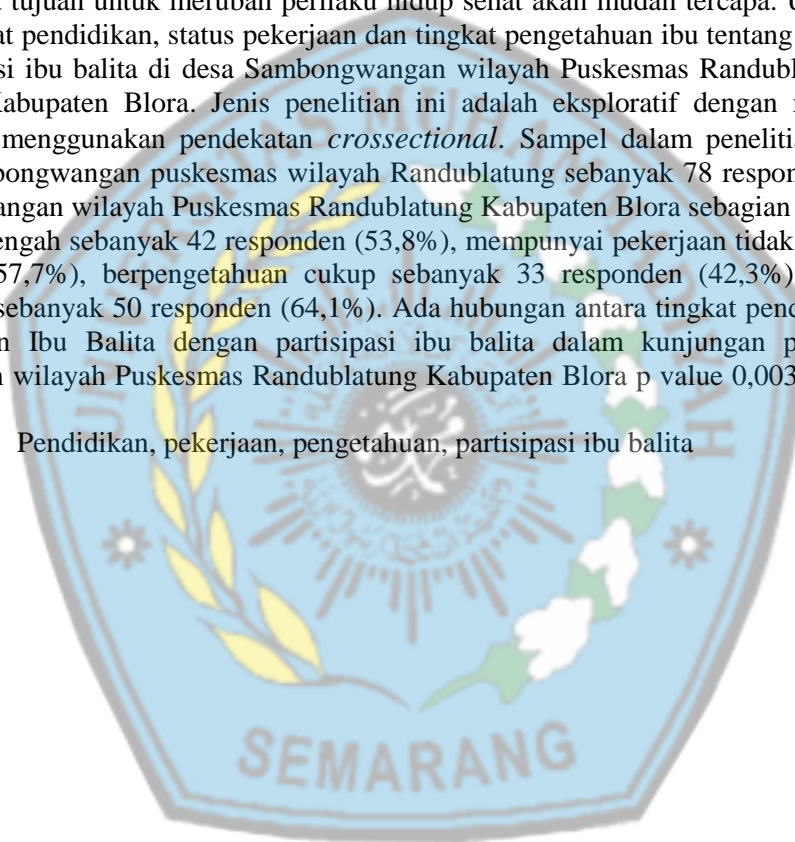 tujuan untuk merubah perilaku hidup sehat akan mudah tercapa.
at pendidikan, status pekerjaan dan tingkat pengetahuan ibu tentang
si ibu balita di desa Sambongwangan wilayah Puskesmas Randubl
Kabupaten Blora. Jenis penelitian ini adalah eksploratif dengan
menggunakan pendekatan crossectional. Sampel dalam peneliti
bongwangan puskesmas wilayah Randublatung sebanyak 78 respon
angan wilayah Puskesmas Randublatung Kabupaten Blora sebagian
engah sebanyak 42 responden (53,8%), mempunyai pekerjaan tidak
57,7%), berpengetahuan cukup sebanyak 33 responden (42,3%)
sebanyak 50 responden (64,1%). Ada hubungan antara tingkat pend
n Ibu Balita dengan partisipasi ibu balita dalam kunjungan p
n wilayah Puskesmas Randublatung Kabupaten Blora p value 0,003
Pendidikan, pekerjaan, pengetahuan, partisipasi ibu balita
UNIVERSITAS MUHAMMADIYAH
SEMARANG